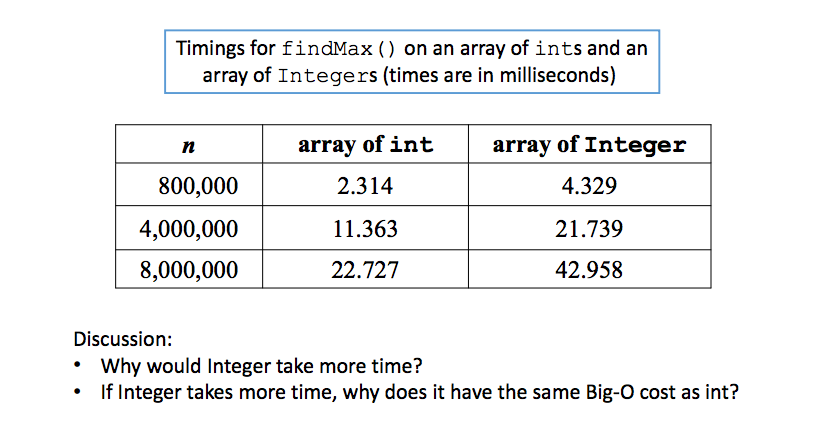 Timings for findMax() on an array of ints and an
array of Integers (times are in milliseconds)
n array of int array of Integer
800,000 2.314 4.329
4,000,000 11.363 21.739
8,000,000 22.727 42.958
Discussion:
• Why would Integer take more time?
• If Integer takes more time, why does it have the same Big-O cost as int?